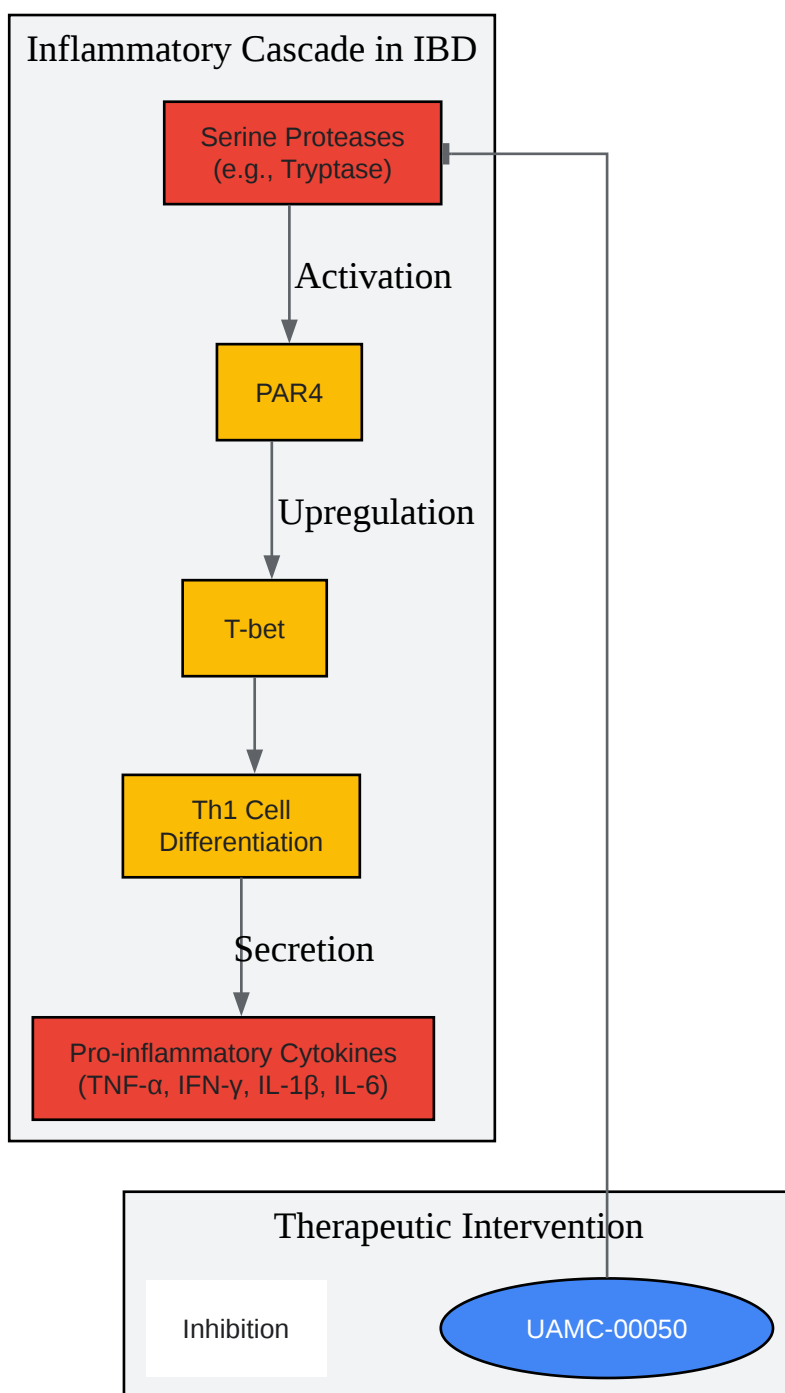 Inflammatory Cascade in IBD
Serine Proteases
(e.g., Tryptase)
Activation
PAR4
Upregulation
T-bet
Th1 Cell
Differentiation
Secretion
Pro-inflammatory Cytokines
(TNF-α, IFN-γ, IL-1β, IL-6)
Therapeutic Intervention
Inhibition
UAMC-00050